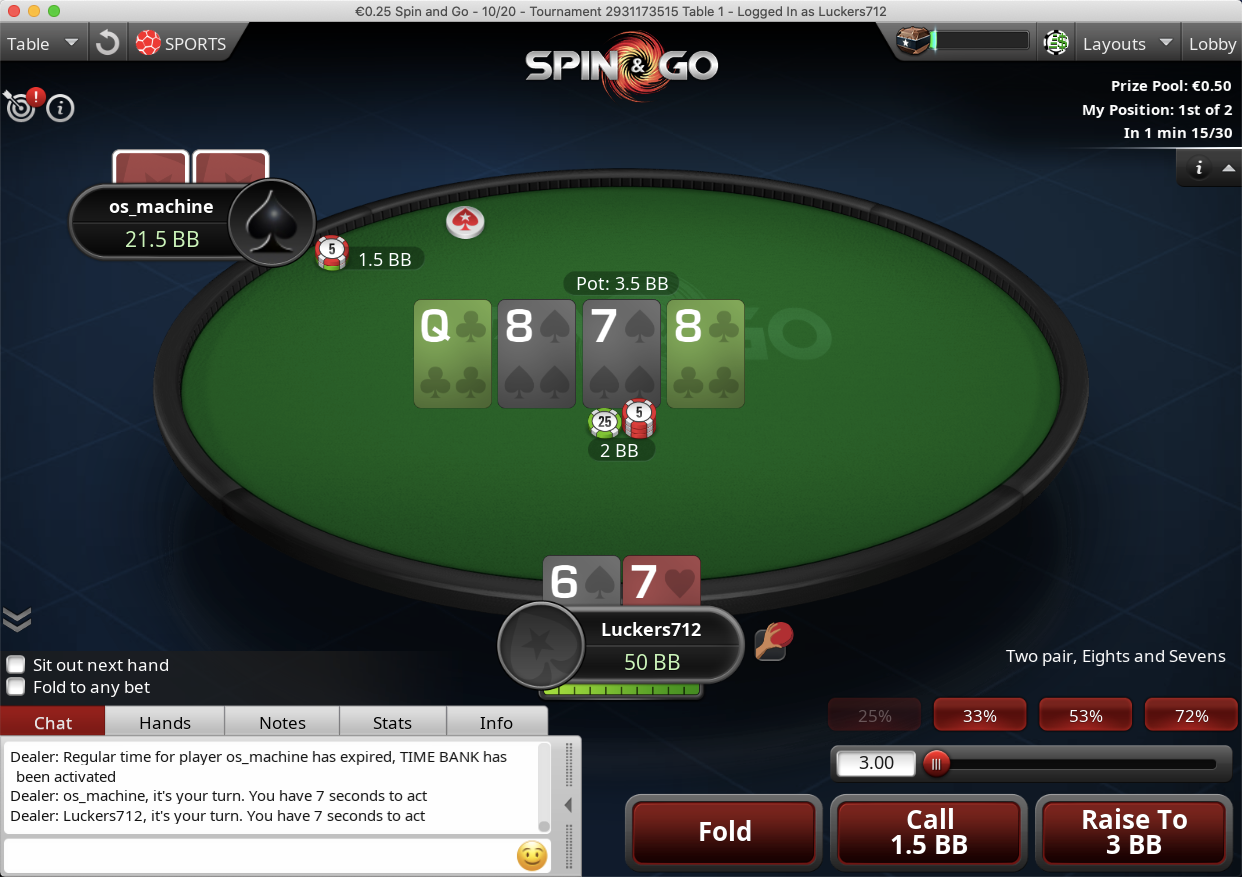 €0.25 Spin and Go - 10/20 - Tournament 2931173515 Table 1 - Logged In as Luckers712
Table
SPORTS
SPIN&GO
Layouts
Lobby
Prize Pool: €0.50
My Position: 1st of 2
In 1 min 15/30
!
i
i
os_machine
21.5 BB
5
1.5 BB
Pot: 3.5 BB
Q
8
7
8
25
5
2 BB
6
7
Luckers712
50 BB
Two pair, Eights and Sevens
Sit out next hand
Fold to any bet
25%
33%
53%
72%
Chat
Hands
Notes
Stats
Info
Dealer: Regular time for player os_machine has expired, TIME BANK has
been activated
Dealer: os_machine, it's your turn. You have 7 seconds to act
Dealer: Luckers712, it's your turn. You have 7 seconds to act
3.00
Fold
Call
1.5 BB
Raise To
3 BB